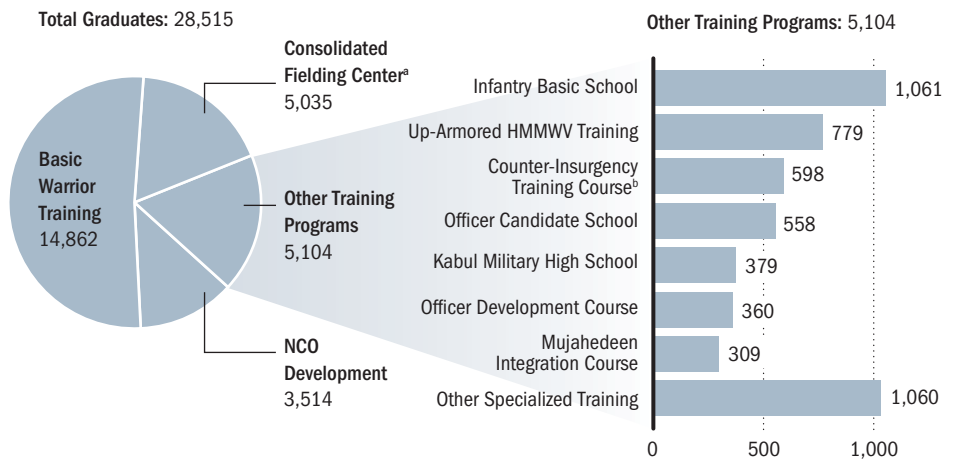 Total Graduates: 28,515
Basic
Warrior
Training
14,862
Consolidated
Fielding Centerᵃ
5,035
Other Training
Programs
5,104
NCO
Development
3,514
Other Training Programs: 5,104
Infantry Basic School 1,061
Up-Armored HMMWV Training 779
Counter-Insurgency
Training Courseᵇ 598
Officer Candidate School 558
Kabul Military High School 379
Officer Development Course 360
Mujahedeen
Integration Course 309
Other Specialized Training 1,060
0 500 1,000